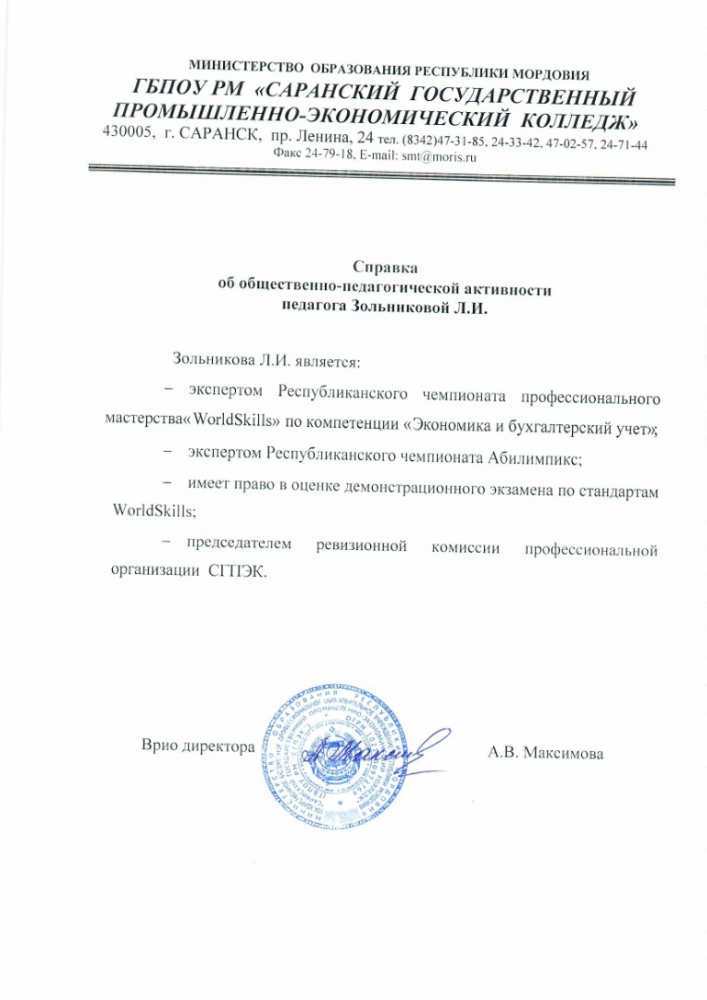 МИНИСТЕРСТВО ОБРАЗОВАНИЯ РЕСПУБЛИКИ МОРДОВИЯ
ГБПОУ РМ «САРАНСКИЙ ГОСУДАРСТВЕННЫЙ
ПРОМЫШЛЕННО-ЭКОНОМИЧЕСКИЙ КОЛЛЕДЖ»
430005, г. САРАНСК, пр. Ленина, 24 тел. (8342)47-31-85, 24-33-42, 47-02-57, 24-71-44
Факс 24-79-18, E-mail: smt@moris.ru
Справка
об общественно-педагогической активности
педагога Зольниковой Л.И.
Зольникова Л.И. является:
– экспертом Республиканского чемпионата профессионального
мастерства«WorldSkills» по компетенции «Экономика и бухгалтерский учет»;
– экспертом Республиканского чемпионата Абилимпикс;
– имеет право в оценке демонстрационного экзамена по стандартам
WorldSkills;
– председателем ревизионной комиссии профессиональной
организации СГПЭК.
Врио директора
А.В. Максимова
МИНИСТЕРСТВО ОБРАЗОВАНИЯ РЕСПУБЛИКИ МОРДОВИЯ